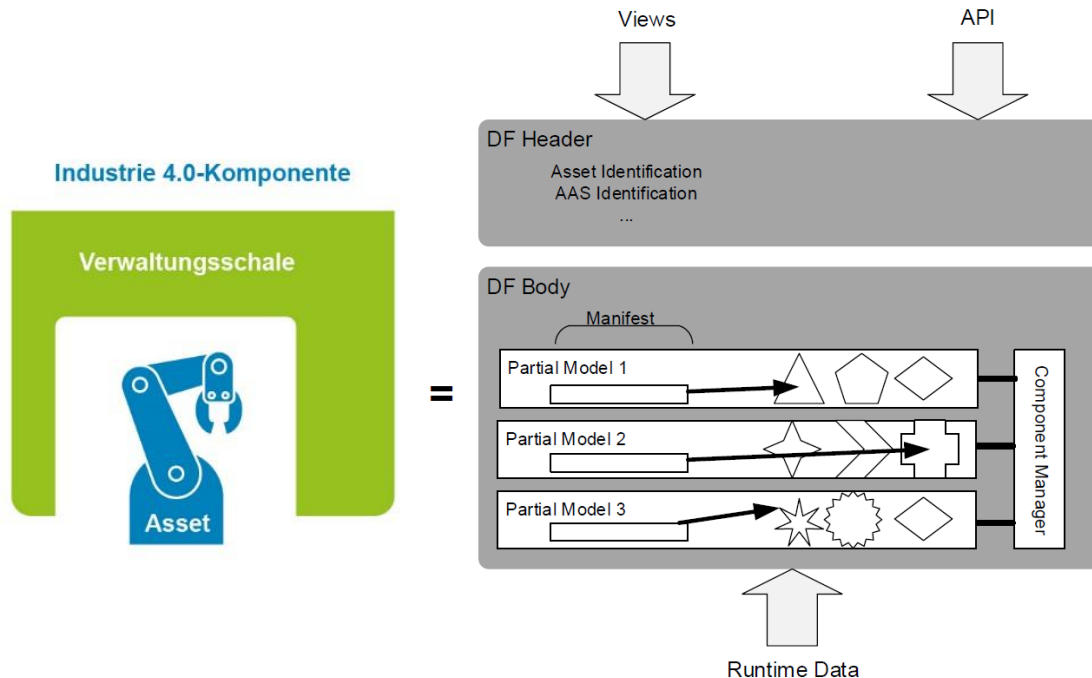 Industrie 4.0-Komponente
Verwaltungsschale
Asset
=
Views
API
DF Header
Asset Identification
AAS Identification
...
DF Body
Manifest
Partial Model 1
Partial Model 2
Partial Model 3
Component Manager
Runtime Data